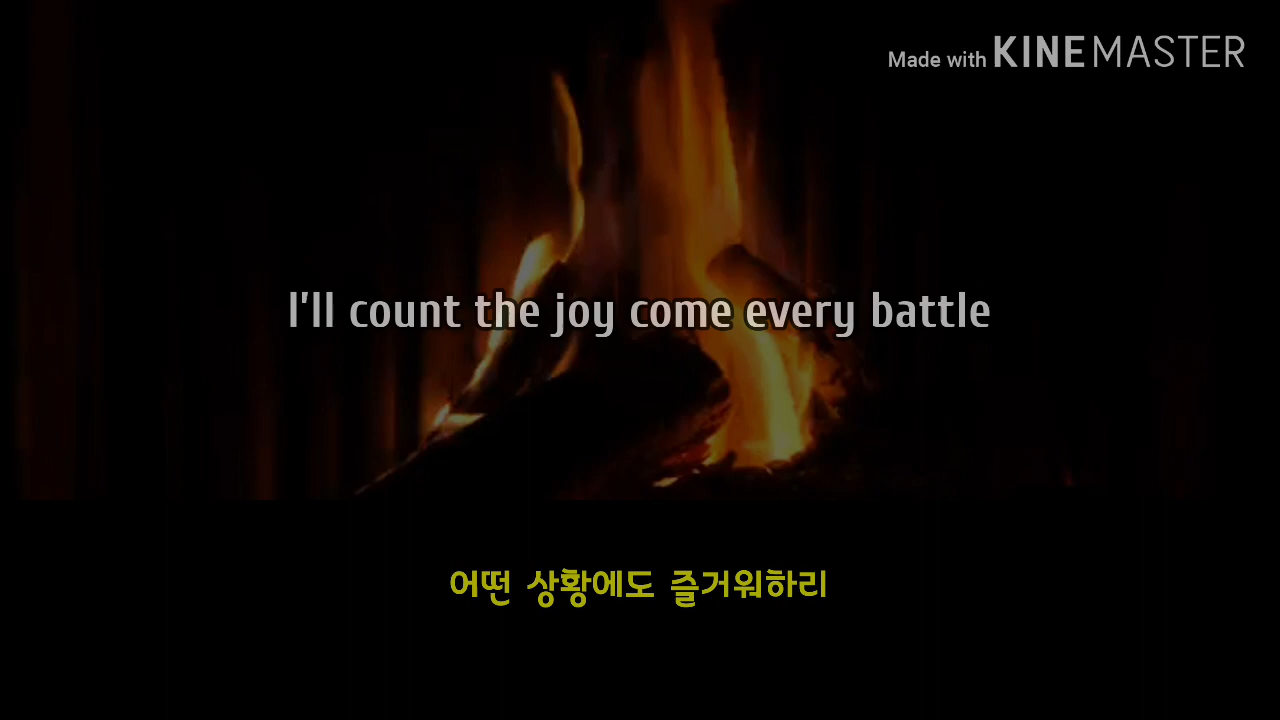 Made with KINEMASTER
I'll count the joy come every battle
어떤 상황에도 즐거워하리